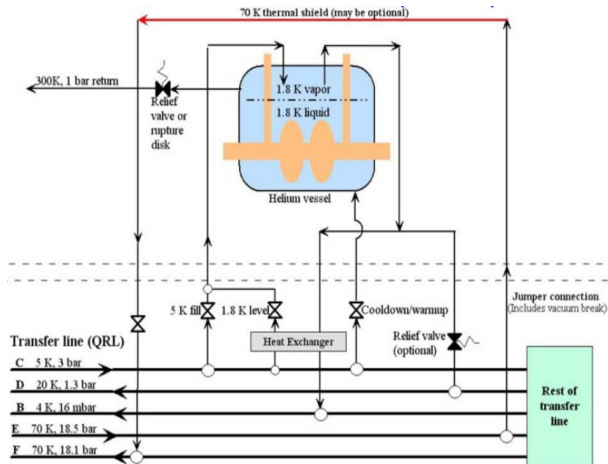 70 K thermal shield (may be optional)
300K, 1 bar return
Relief
valve or
rupture
disk
1.8 K vapor
1.8 K liquid
Helium vessel
5 K fill
1.8 K level
Cooldown/warmup
Jumper connection
(Includes vacuum break)
Heat Exchanger
Relief valve
(optional)
Transfer line (QRL)
C 5 K, 3 bar
D 20 K, 1.3 bar
B 4 K, 16 mbar
E 70 K, 18.5 bar
F 70 K, 18.1 bar
Rest of
transfer
line